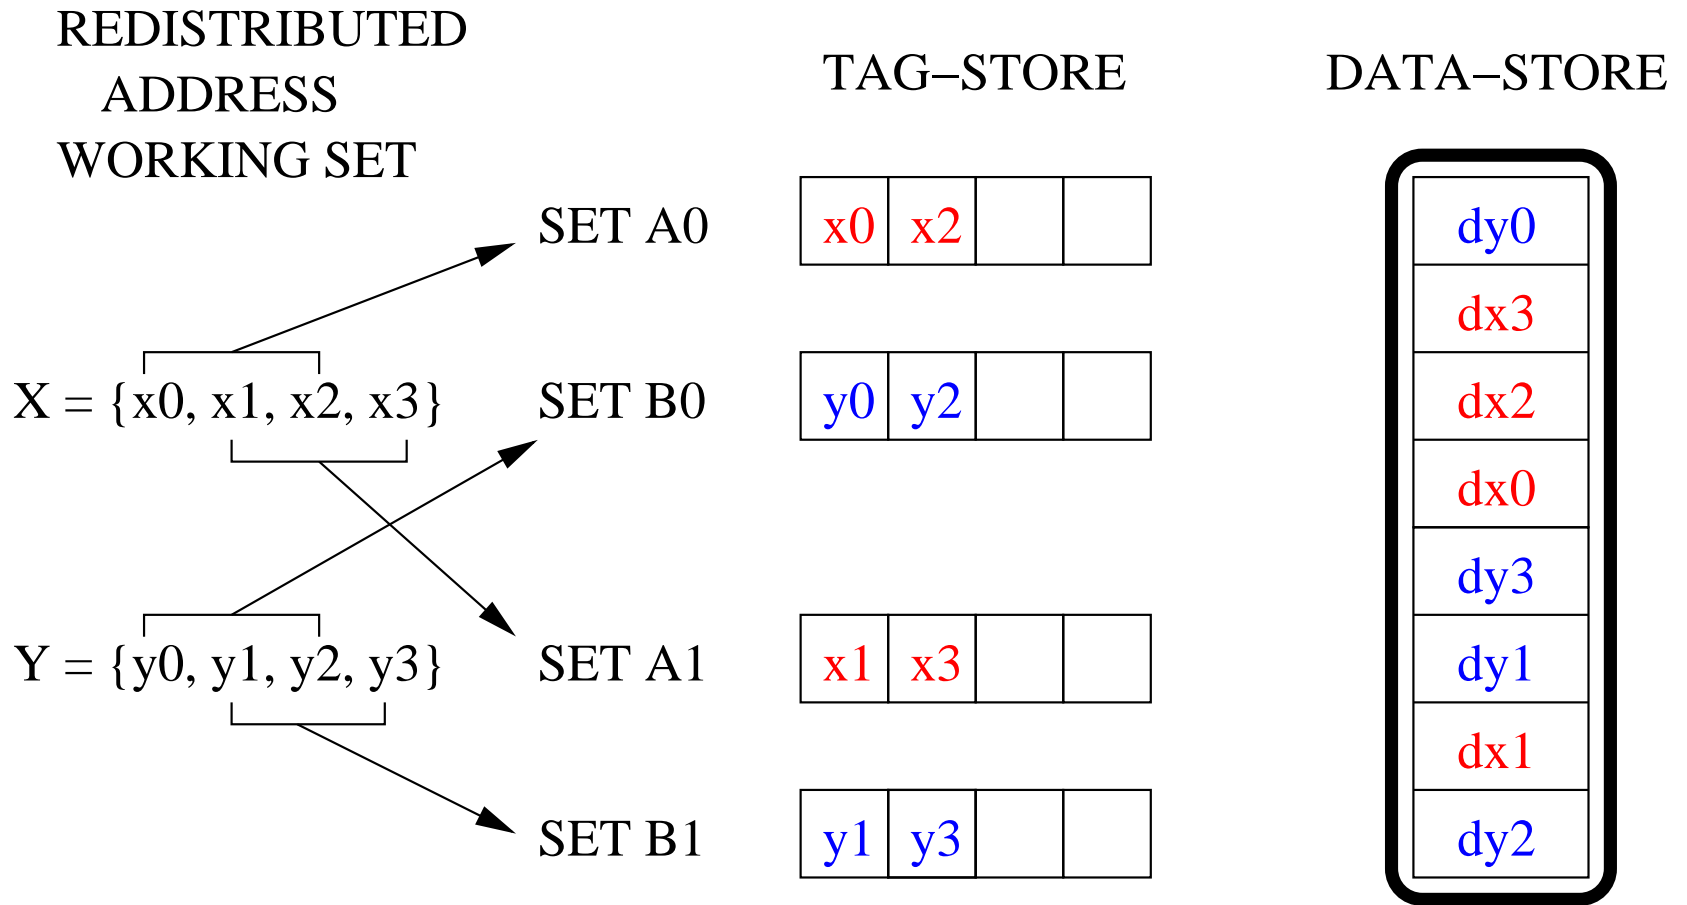 REDISTRIBUTED
ADDRESS
WORKING SET
TAG–STORE
DATA–STORE
SET A0
x0 x2
X = {x0, x1, x2, x3}
SET B0
y0 y2
Y = {y0, y1, y2, y3}
SET A1
x1 x3
SET B1
y1 y3
dy0
dx3
dx2
dx0
dy3
dy1
dx1
dy2